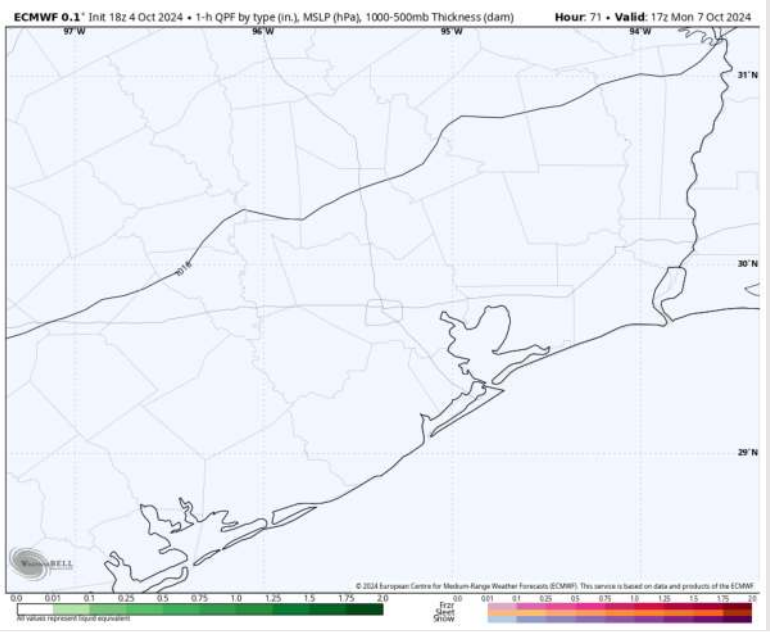 ECMWF 0.1° Init 18z 4 Oct 2024 • 1-h QPF by type (in.), MSLP (hPa), 1000-500mb Thickness (dam) Hour: 71 • Valid: 17z Mon 7 Oct 2024
97°W 96°W 95°W 94°W
31°N
30°N
1016
29°N
WeatherBELL
© 2024 European Centre for Medium-Range Weather Forecasts (ECMWF). This service is based on data and products of the ECMWF
0.0 0.01 0.1 0.25 0.5 0.75 1.0 1.25 1.5 1.75 2.0 0.0 0.01 0.1 0.25 0.5 0.75 1.0 1.25 1.5 1.75 2.0
All values represent liquid equivalent
Frzr
Sleet
Snow